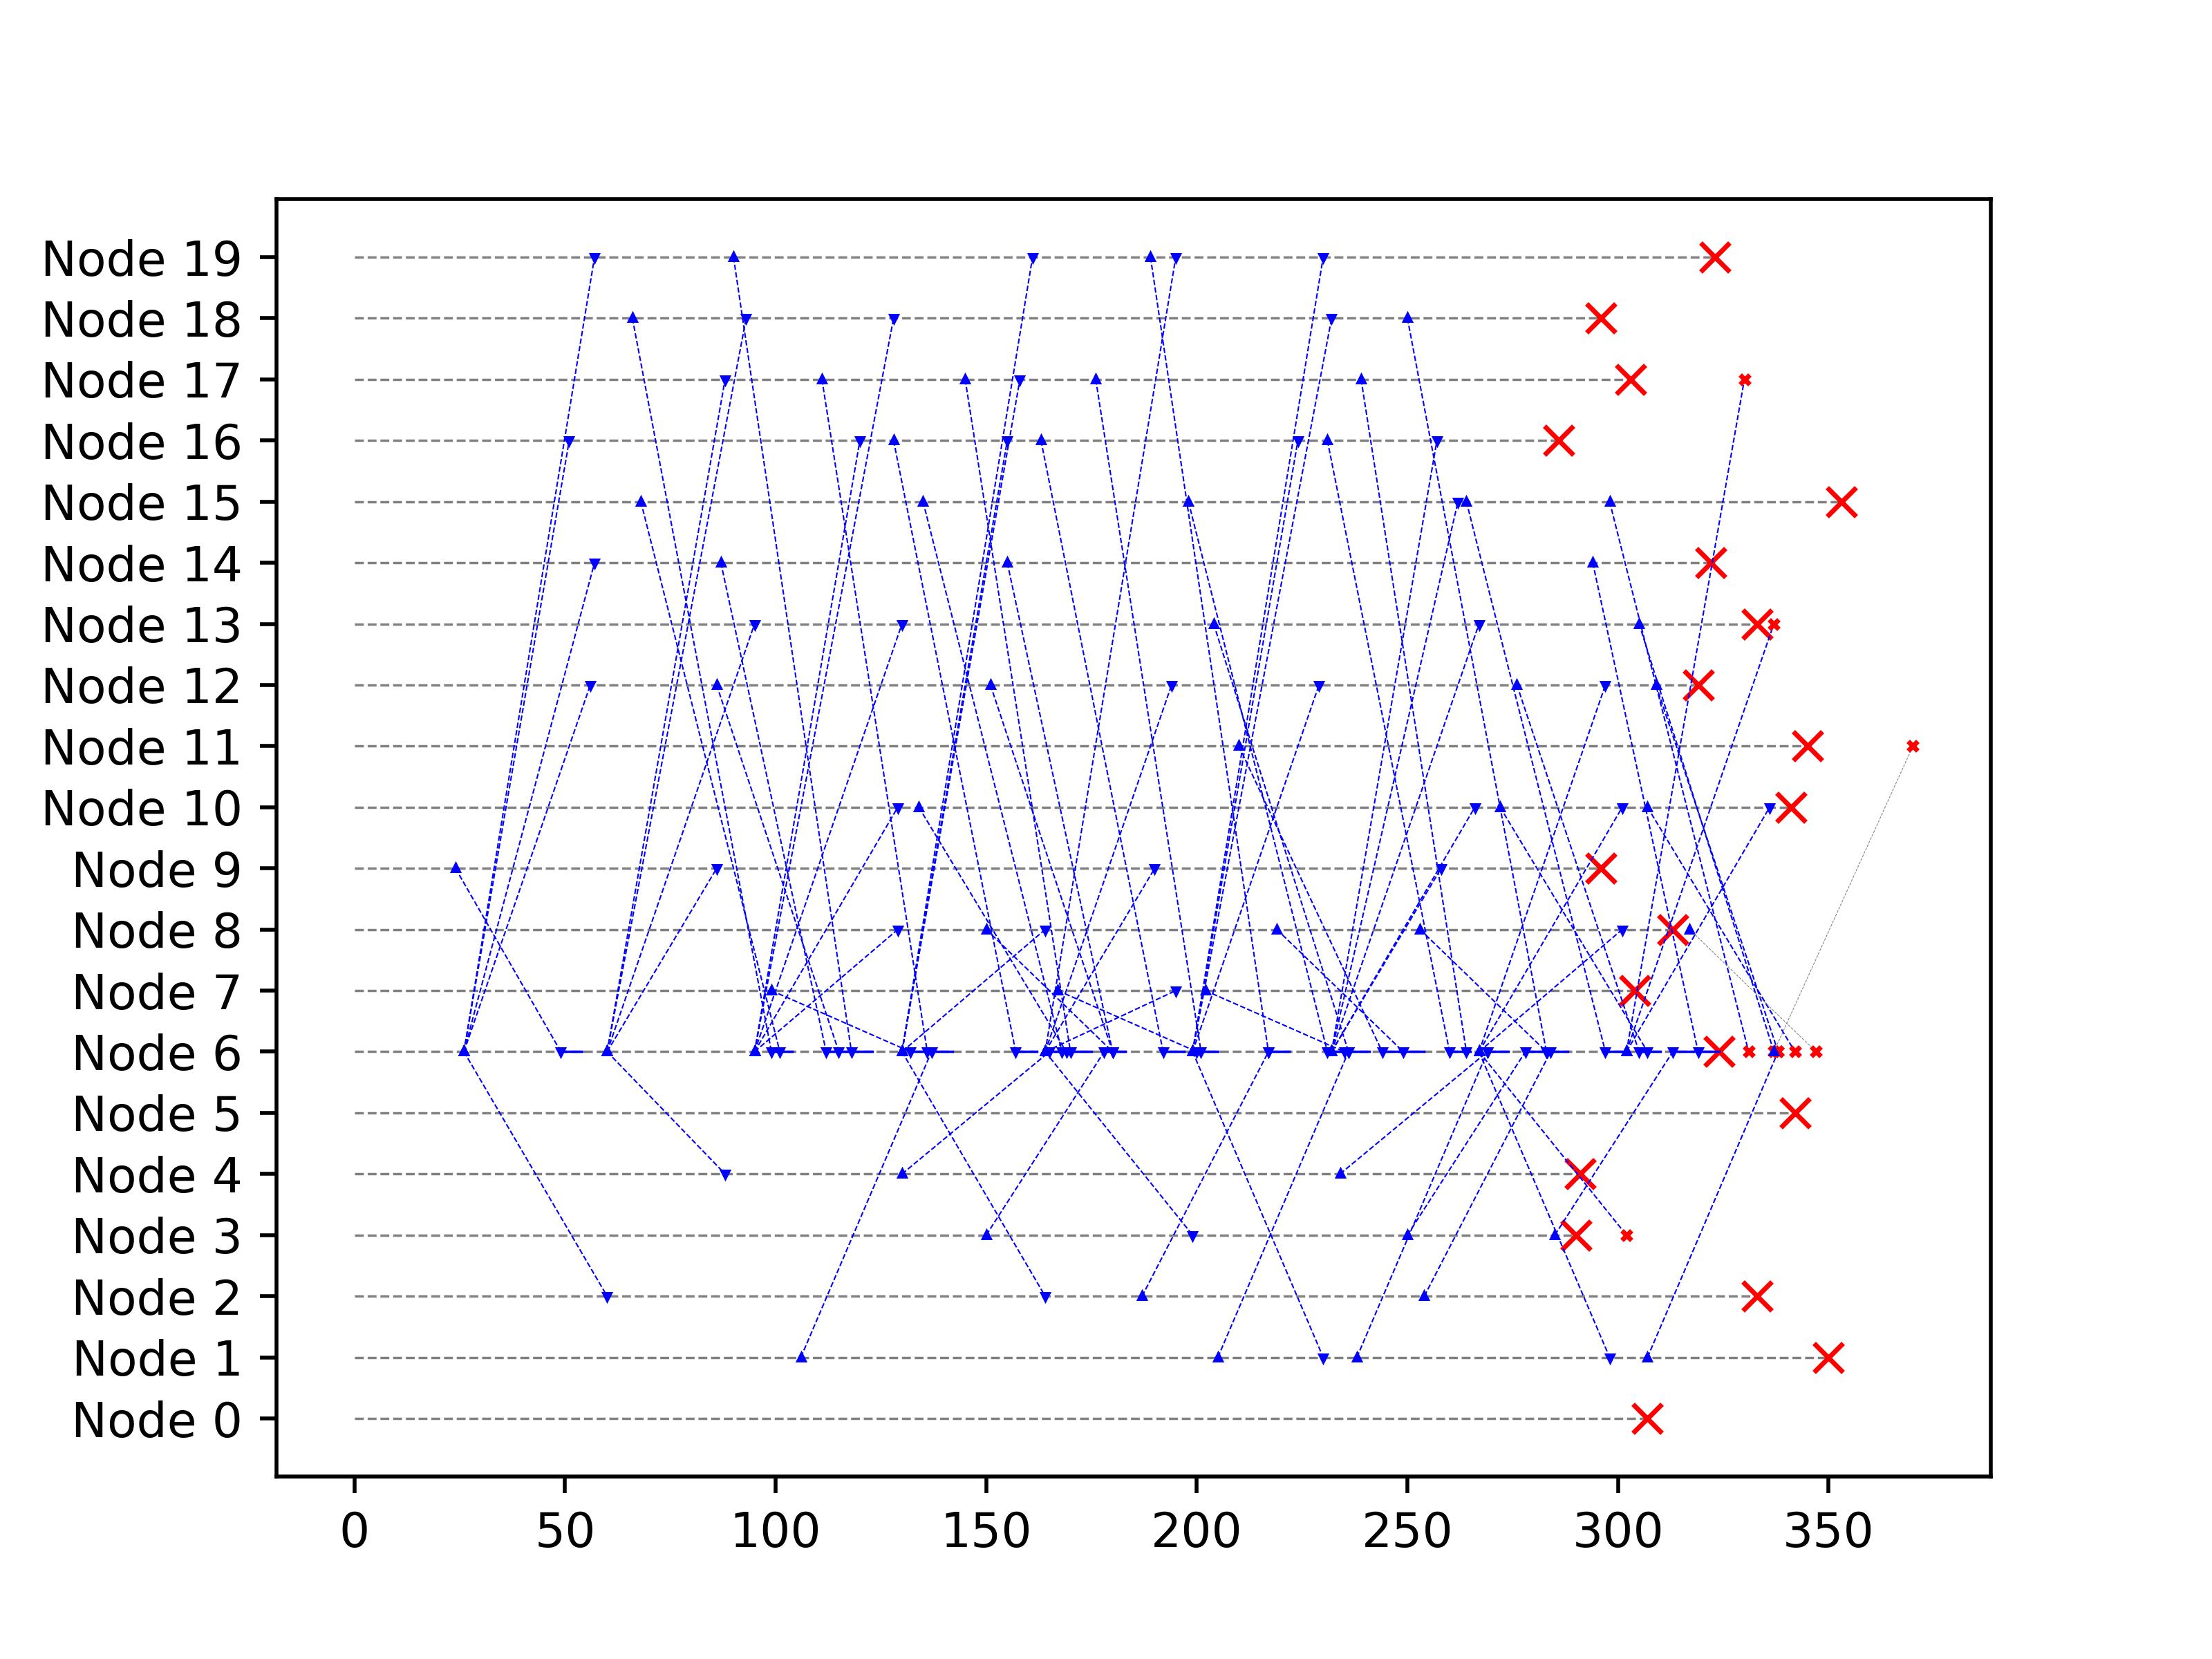 Node 19
Node 18
Node 17
Node 16
Node 15
Node 14
Node 13
Node 12
Node 11
Node 10
Node 9
Node 8
Node 7
Node 6
Node 5
Node 4
Node 3
Node 2
Node 1
Node 0
0 50 100 150 200 250 300 350